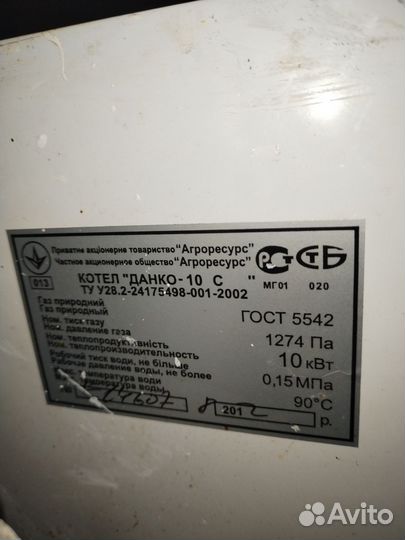 Приватне акціонерне товариство "Агроресурс"
Частное акционерное общество "Агроресурс"
013
КОТЕЛ "ДАНКО-10 С "
МГ01 020
ТУ У28.2-24175498-001-2002
Газ природний
Газ природный
ГОСТ 5542
Ном. тиск газу
Ном. давление газа
1274 Па
Ном. теплопродуктивність
Ном. теплопроизводительность
10 кВт
Робочий тиск води, не більше
Рабочее давление воды, не более
0,15 МПа
температура води
температура воды
90°С
201 2 р.
Avito